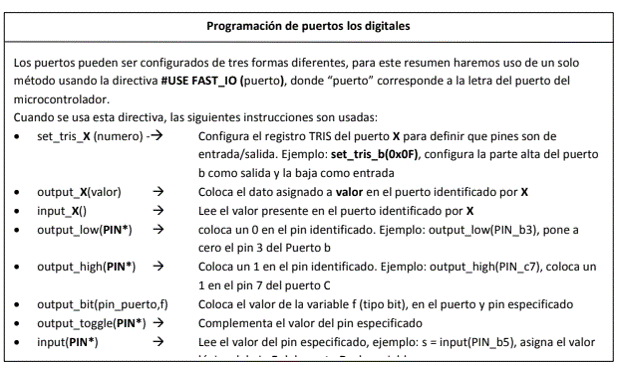 Programación de puertos los digitales
Los puertos pueden ser configurados de tres formas diferentes, para este resumen haremos uso de un solo
método usando la directiva #USE FAST_IO (puerto), donde “puerto” corresponde a la letra del puerto del
microcontrolador.
Cuando se usa esta directiva, las siguientes instrucciones son usadas:
• set_tris_X (numero) -→ Configura el registro TRIS del puerto X para definir que pines son de
entrada/salida. Ejemplo: set_tris_b(0x0F), configura la parte alta del puerto
b como salida y la baja como entrada
• output_X(valor) → Coloca el dato asignado a valor en el puerto identificado por X
• input_X() → Lee el valor presente en el puerto identificado por X
• output_low(PIN*) → coloca un 0 en el pin identificado. Ejemplo: output_low(PIN_b3), pone a
cero el pin 3 del Puerto b
• output_high(PIN*) → Coloca un 1 en el pin identificado. Ejemplo: output_high(PIN_c7), coloca un
1 en el pin 7 del puerto C
• output_bit(pin_puerto,f) Coloca el valor de la variable f (tipo bit), en el puerto y pin especificado
• output_toggle(PIN*) → Complementa el valor del pin especificado
• input(PIN*) → Lee el valor del pin especificado, ejemplo: s = input(PIN_b5), asigna el valor